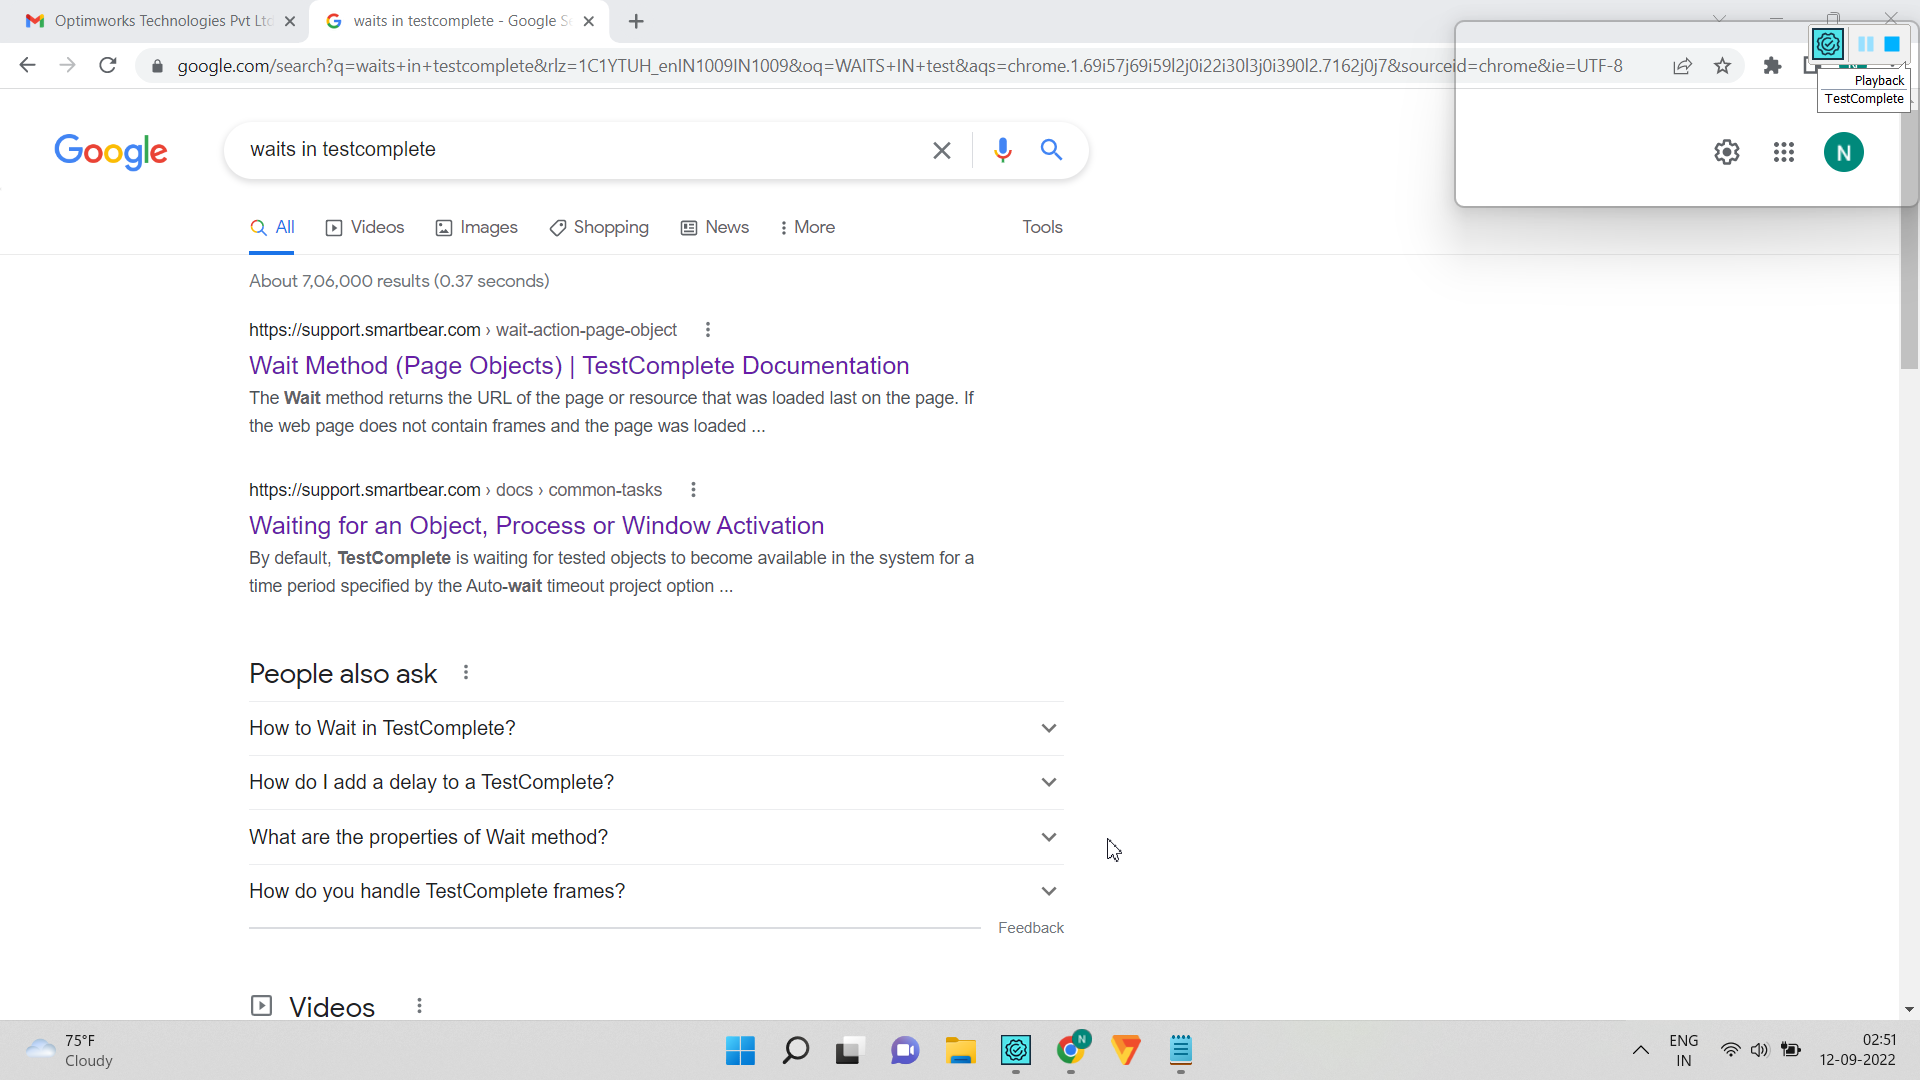 Optimworks Technologies Pvt Ltd
waits in testcomplete - Google S
google.com/search?q=waits+in+testcomplete&rlz=1C1YTUH_enIN1009IN1009&oq=WAITS+IN+test&aqs=chrome.1.69i57j69i59l2j0i22i30l3j0i390l2.7162j0j7&sourceid=chrome&ie=UTF-8
Playback
TestComplete
Google
waits in testcomplete
N
All
Videos
Images
Shopping
News
More
Tools
About 7,06,000 results (0.37 seconds)
https://support.smartbear.com › wait-action-page-object
Wait Method (Page Objects) | TestComplete Documentation
The Wait method returns the URL of the page or resource that was loaded last on the page. If
the web page does not contain frames and the page was loaded ...
https://support.smartbear.com › docs › common-tasks
Waiting for an Object, Process or Window Activation
By default, TestComplete is waiting for tested objects to become available in the system for a
time period specified by the Auto-wait timeout project option ...
People also ask
How to Wait in TestComplete?
How do I add a delay to a TestComplete?
What are the properties of Wait method?
How do you handle TestComplete frames?
Feedback
Videos
75°F
Cloudy
N
ENG
IN
02:51
12-09-2022